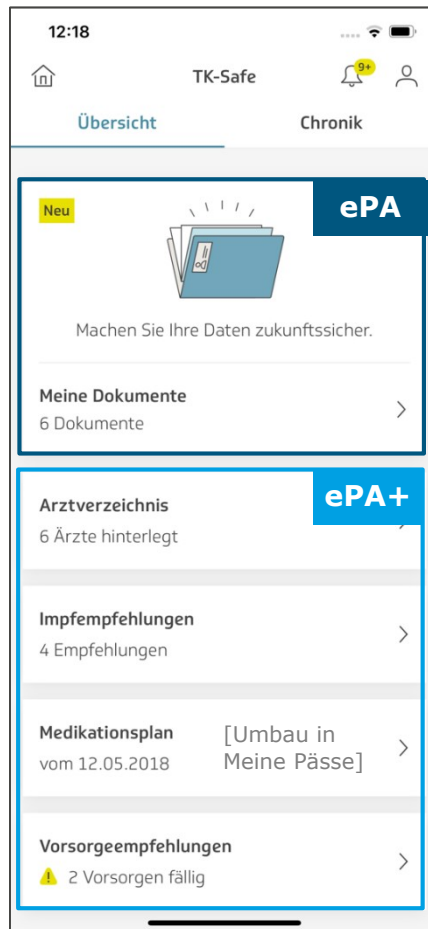 12:18
TK-Safe
9+
Übersicht
Chronik
Neu
ePA
Machen Sie Ihre Daten zukunftssicher.
Meine Dokumente
6 Dokumente
ePA+
Arztverzeichnis
6 Ärzte hinterlegt
Impfempfehlungen
4 Empfehlungen
Medikationsplan
vom 12.05.2018
[Umbau in
Meine Pässe]
Vorsorgeempfehlungen
2 Vorsorgen fällig